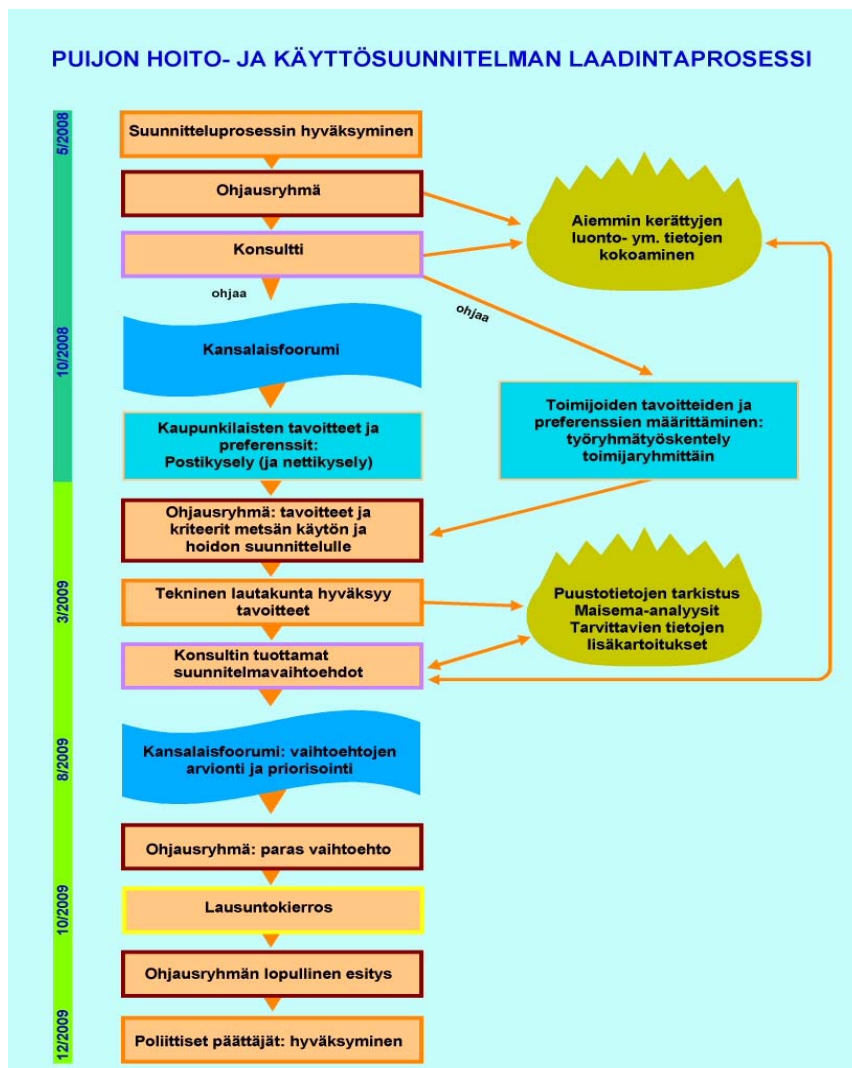 PUIJON HOITO- JA KÄYTTÖSUUNNITELMAN LAADINTAPROSESSI
5/2008
Suunnitteluprosessin hyväksyminen
Ohjausryhmä
Aiemmin kerättyjen
luonto- ym. tietojen
kokoaminen
Konsultti
ohjaa
ohjaa
10/2008
Kansalaisfoorumi
Kaupunkilaisten tavoitteet ja
preferenssit:
Postikysely (ja nettikysely)
Toimijoiden tavoitteiden ja
preferenssien määrittäminen:
työryhmätyöskentely
toimijaryhmittäin
Ohjausryhmä: tavoitteet ja
kriteerit metsän käytön ja
hoidon suunnittelulle
3/2009
Tekninen lautakunta hyväksyy
tavoitteet
Puustotietojen tarkistus
Maisema-analyysit
Tarvittavien tietojen
lisäkartoitukset
Konsultin tuottamat
suunnitelmavaihtoehdot
8/2009
Kansalaisfoorumi: vaihtoehtojen
arvionti ja priorisointi
Ohjausryhmä: paras vaihtoehto
10/2009
Lausuntokierros
Ohjausryhmän lopullinen esitys
12/2009
Poliittiset päättäjät: hyväksyminen